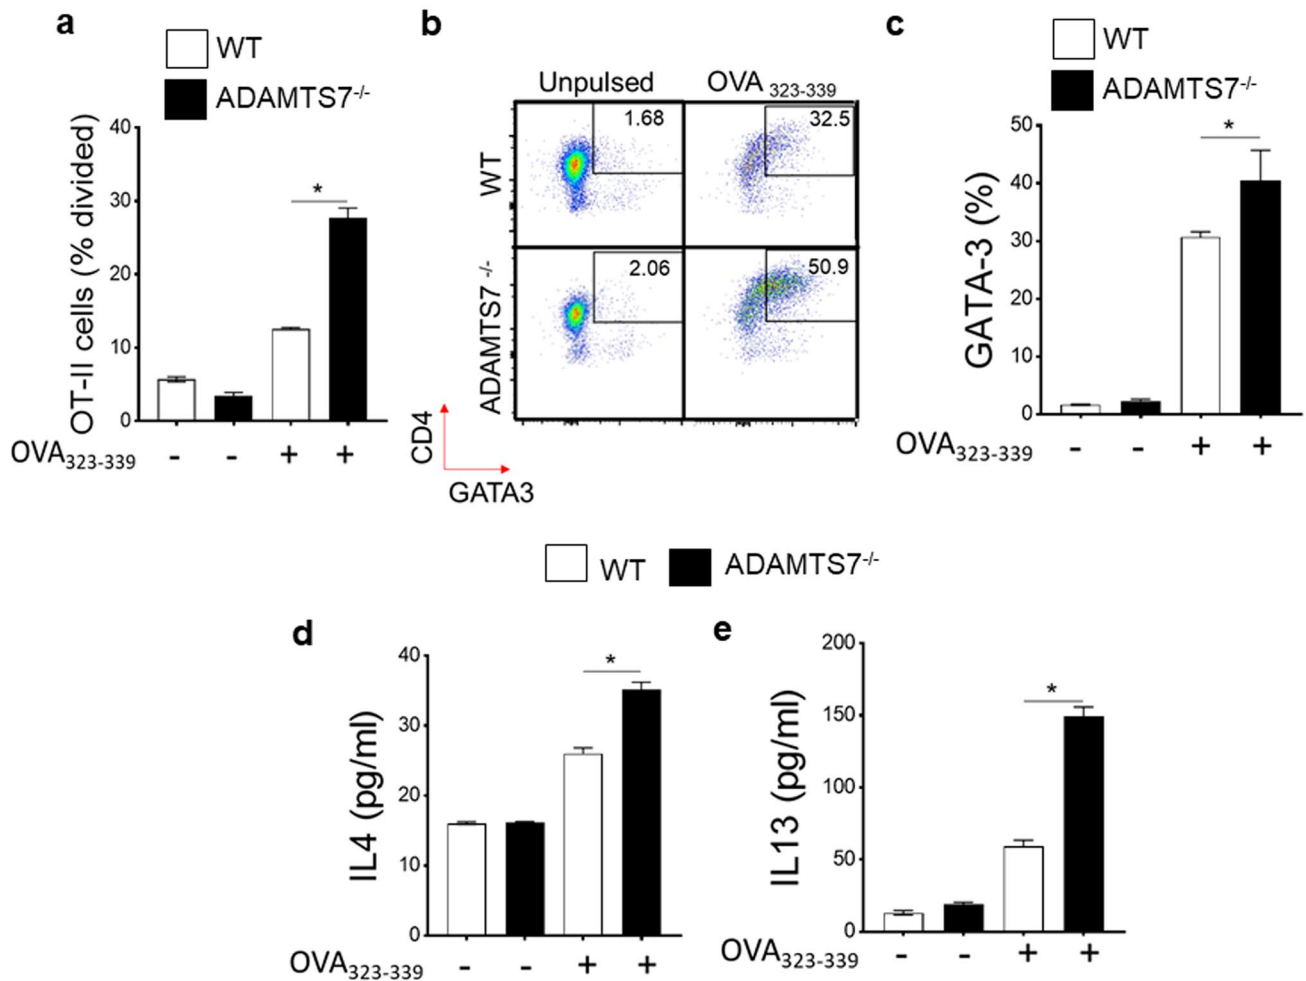 a
WT
ADAMTS7-/-
OT-II cells (% divided)
40
30
20
10
0
*
OVA323-339
- - + +
b
Unpulsed OVA 323-339
WT
1.68 32.5
ADAMTS7 -/-
2.06 50.9
CD4
GATA3
c
WT
ADAMTS7-/-
GATA-3 (%)
50
40
30
20
10
0
*
OVA323-339
- - + +
WT ADAMTS7-/-
d
IL4 (pg/ml)
40
30
20
10
0
*
OVA323-339
- - + +
e
IL13 (pg/ml)
200
150
100
50
0
*
OVA323-339
- - + +